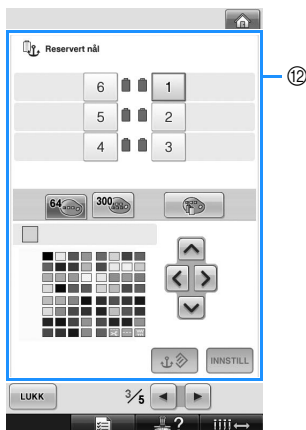 Reservert nål
⑫
6 1
5 2
4 3
64 300
INNSTILL
LUKK 3/5
?